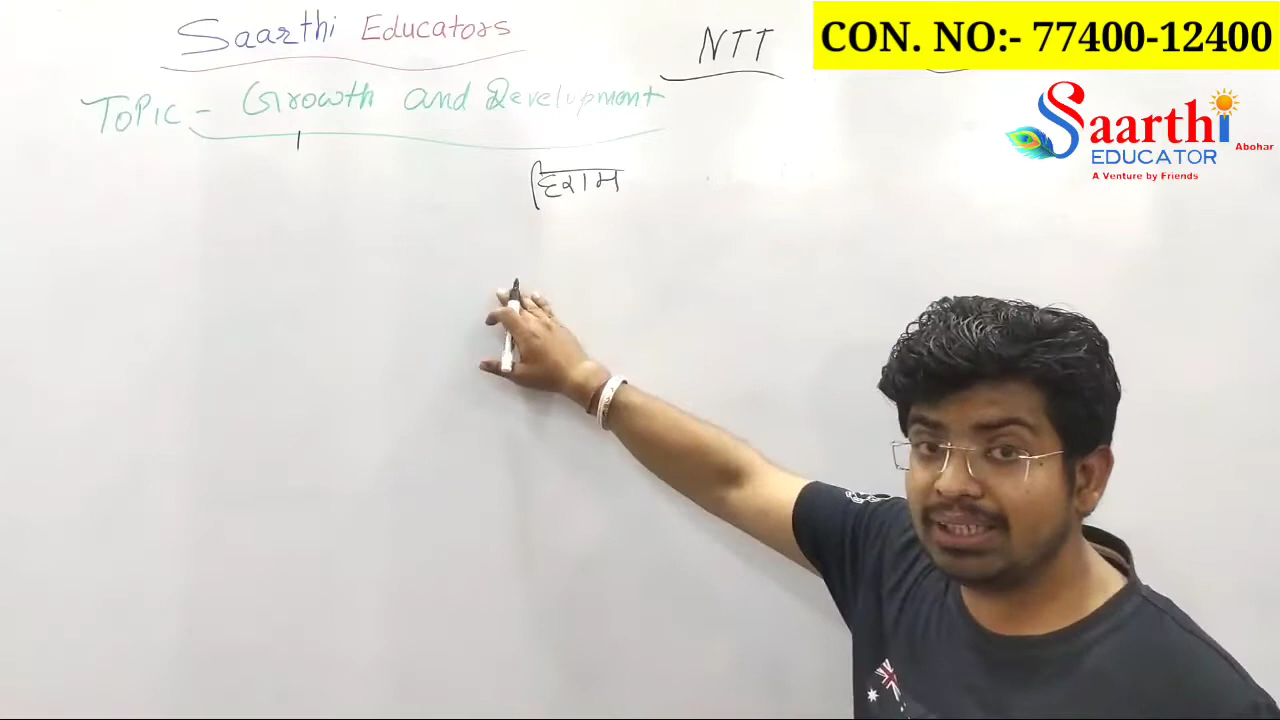 Saarthi Educators
NTT
CON. NO:- 77400-12400
TOPIC - Growth and Development
Saarthi
EDUCATOR
Abohar
A Venture by Friends